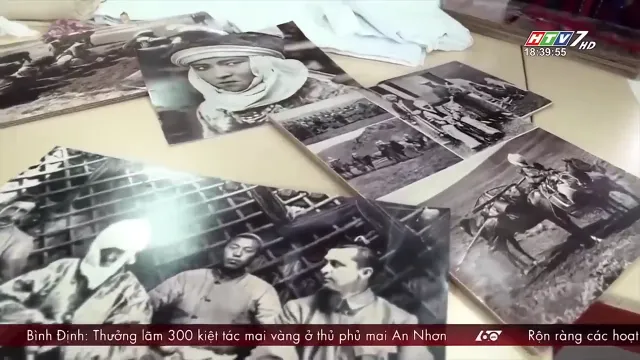 HTV7 HD
18:39:55
Bình Định: Thưởng lãm 300 kiệt tác mai vàng ở thủ phủ mai An Nhơn
60
Rộn ràng các hoạt